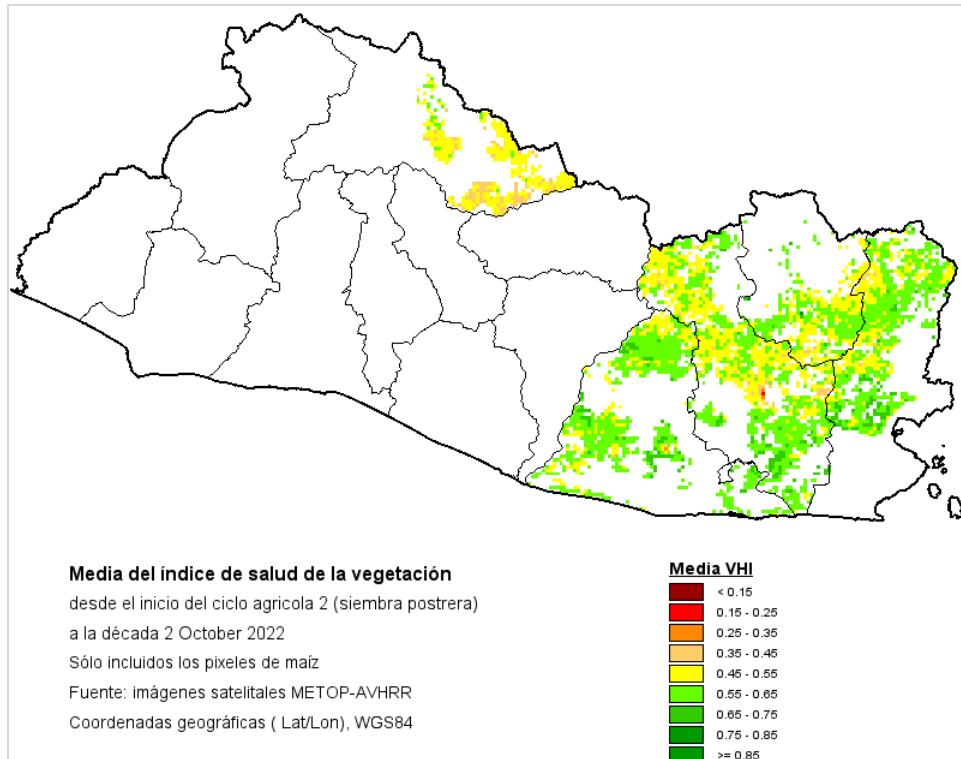 Media del índice de salud de la vegetación
desde el inicio del ciclo agricola 2 (siembra postrera)
a la década 2 October 2022
Sólo incluidos los pixeles de maíz
Fuente: imágenes satelitales METOP-AVHRR
Coordenadas geográficas ( Lat/Lon), WGS84
Media VHI
< 0.15
0.15 - 0.25
0.25 - 0.35
0.35 - 0.45
0.45 - 0.55
0.55 - 0.65
0.65 - 0.75
0.75 - 0.85
>= 0.85